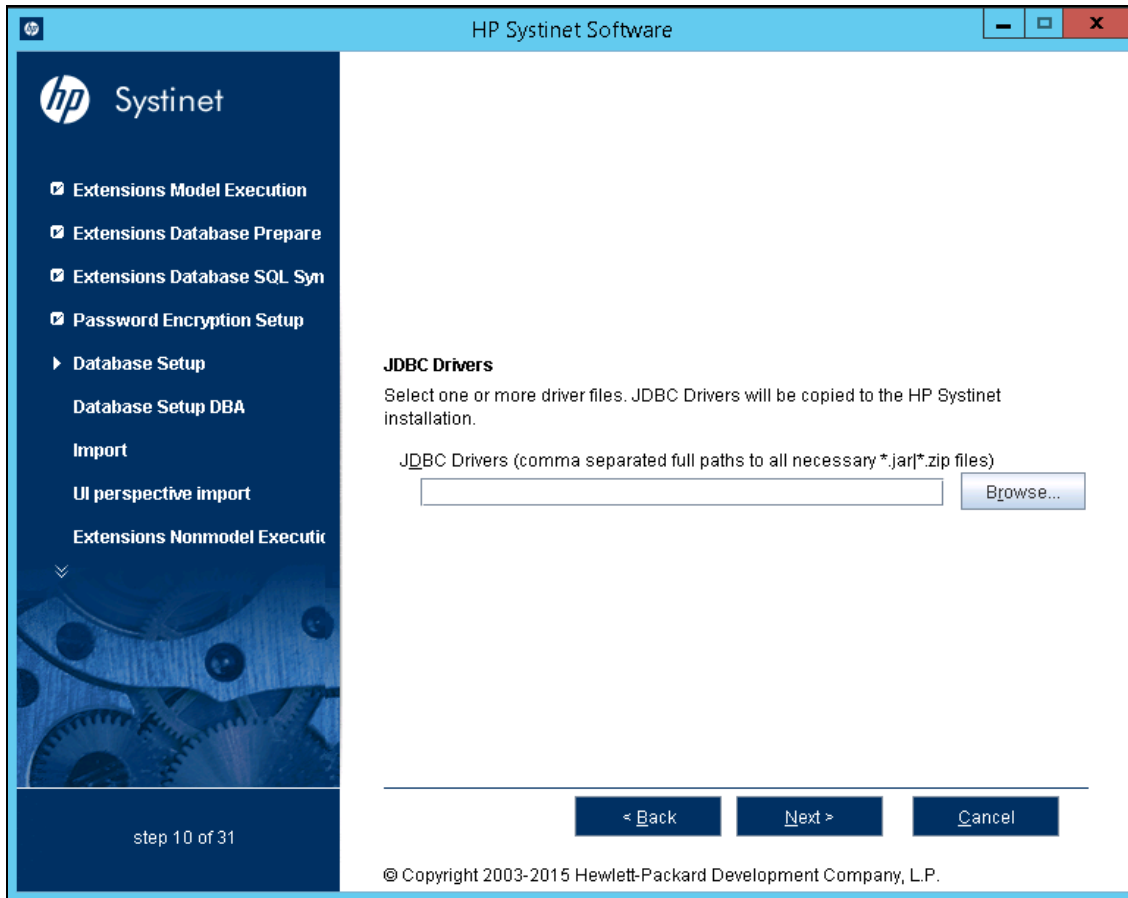 HP Systinet Software
hp Systinet
Extensions Model Execution
Extensions Database Prepare
Extensions Database SQL Syn
Password Encryption Setup
Database Setup
Database Setup DBA
Import
UI perspective import
Extensions Nonmodel Executic
step 10 of 31
JDBC Drivers
Select one or more driver files. JDBC Drivers will be copied to the HP Systinet
installation.
JDBC Drivers (comma separated full paths to all necessary *.jar|*.zip files)
Browse...
< Back
Next >
Cancel
© Copyright 2003-2015 Hewlett-Packard Development Company, L.P.